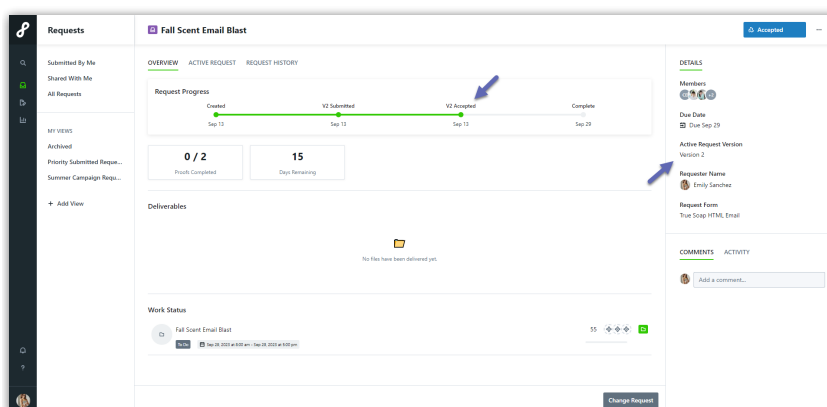 Requests
Fall Scent Email Blast
Accepted
Submitted By Me
Shared With Me
All Requests
MY VIEWS
Archived
Priority Submitted Reque...
Summer Campaign Requ...
+ Add View
OVERVIEW ACTIVE REQUEST REQUEST HISTORY
Request Progress
Created V2 Submitted V2 Accepted Complete
Sep 13 Sep 13 Sep 13 Sep 29
0 / 2 15
Proofs Completed Days Remaining
Deliverables
No files have been delivered yet.
Work Status
Fall Scent Email Blast
55
To Do
Sep 28, 2023 at 8:00 am - Sep 28, 2023 at 6:00 pm
Change Request
DETAILS
Members
Due Date
Due Sep 29
Active Request Version
Version 2
Requester Name
Emily Sanchez
Request Form
True Soap HTML Email
COMMENTS ACTIVITY
Add a comment...
?